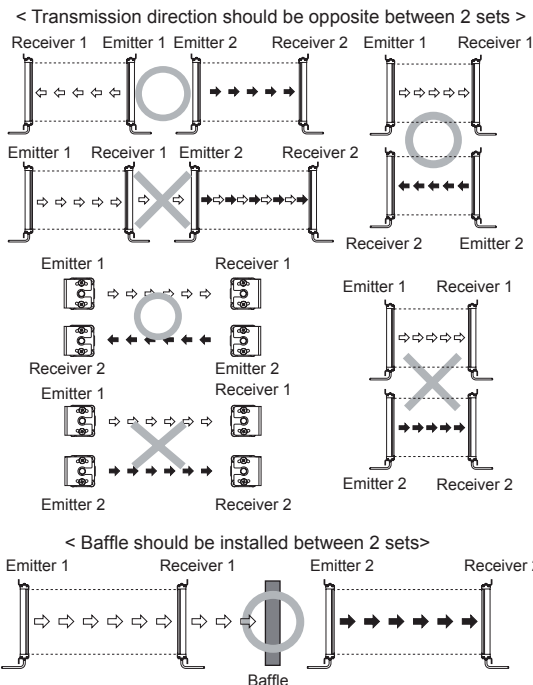 < Transmission direction should be opposite between 2 sets >
Receiver 1 Emitter 1 Emitter 2 Receiver 2 Emitter 1 Receiver 1
Emitter 1 Receiver 1 Emitter 2 Receiver 2
Receiver 2 Emitter 2
Emitter 1 Receiver 1
Receiver 2 Emitter 2
Emitter 1 Receiver 1
Emitter 2 Receiver 2
Emitter 1 Receiver 1
Emitter 2 Receiver 2
< Baffle should be installed between 2 sets>
Emitter 1 Receiver 1 Emitter 2 Receiver 2
Baffle